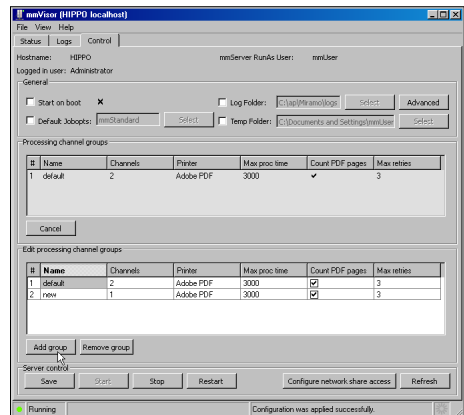 mmVisor (HIPPO localhost)
File View Help
Status Logs Control
Hostname: HIPPO mmServer RunAs User: mmUser
Logged in user: Administrator
General
Start on boot Log Folder: C:\ap\Miramo\logs Select Advanced
Default Jobopts: mmStandard Select Temp Folder: C:\Documents and Settings\mmUser Select
Processing channel groups
# Name Channels Printer Max proc time Count PDF pages Max retries
1 default 2 Adobe PDF 3000 3
Cancel
Edit processing channel groups
# Name Channels Printer Max proc time Count PDF pages Max retries
1 default 2 Adobe PDF 3000 3
2 new 1 Adobe PDF 3000 3
Add group Remove group
Server control
Save Start Stop Restart Configure network share access Refresh
Running Configuration was applied successfully.